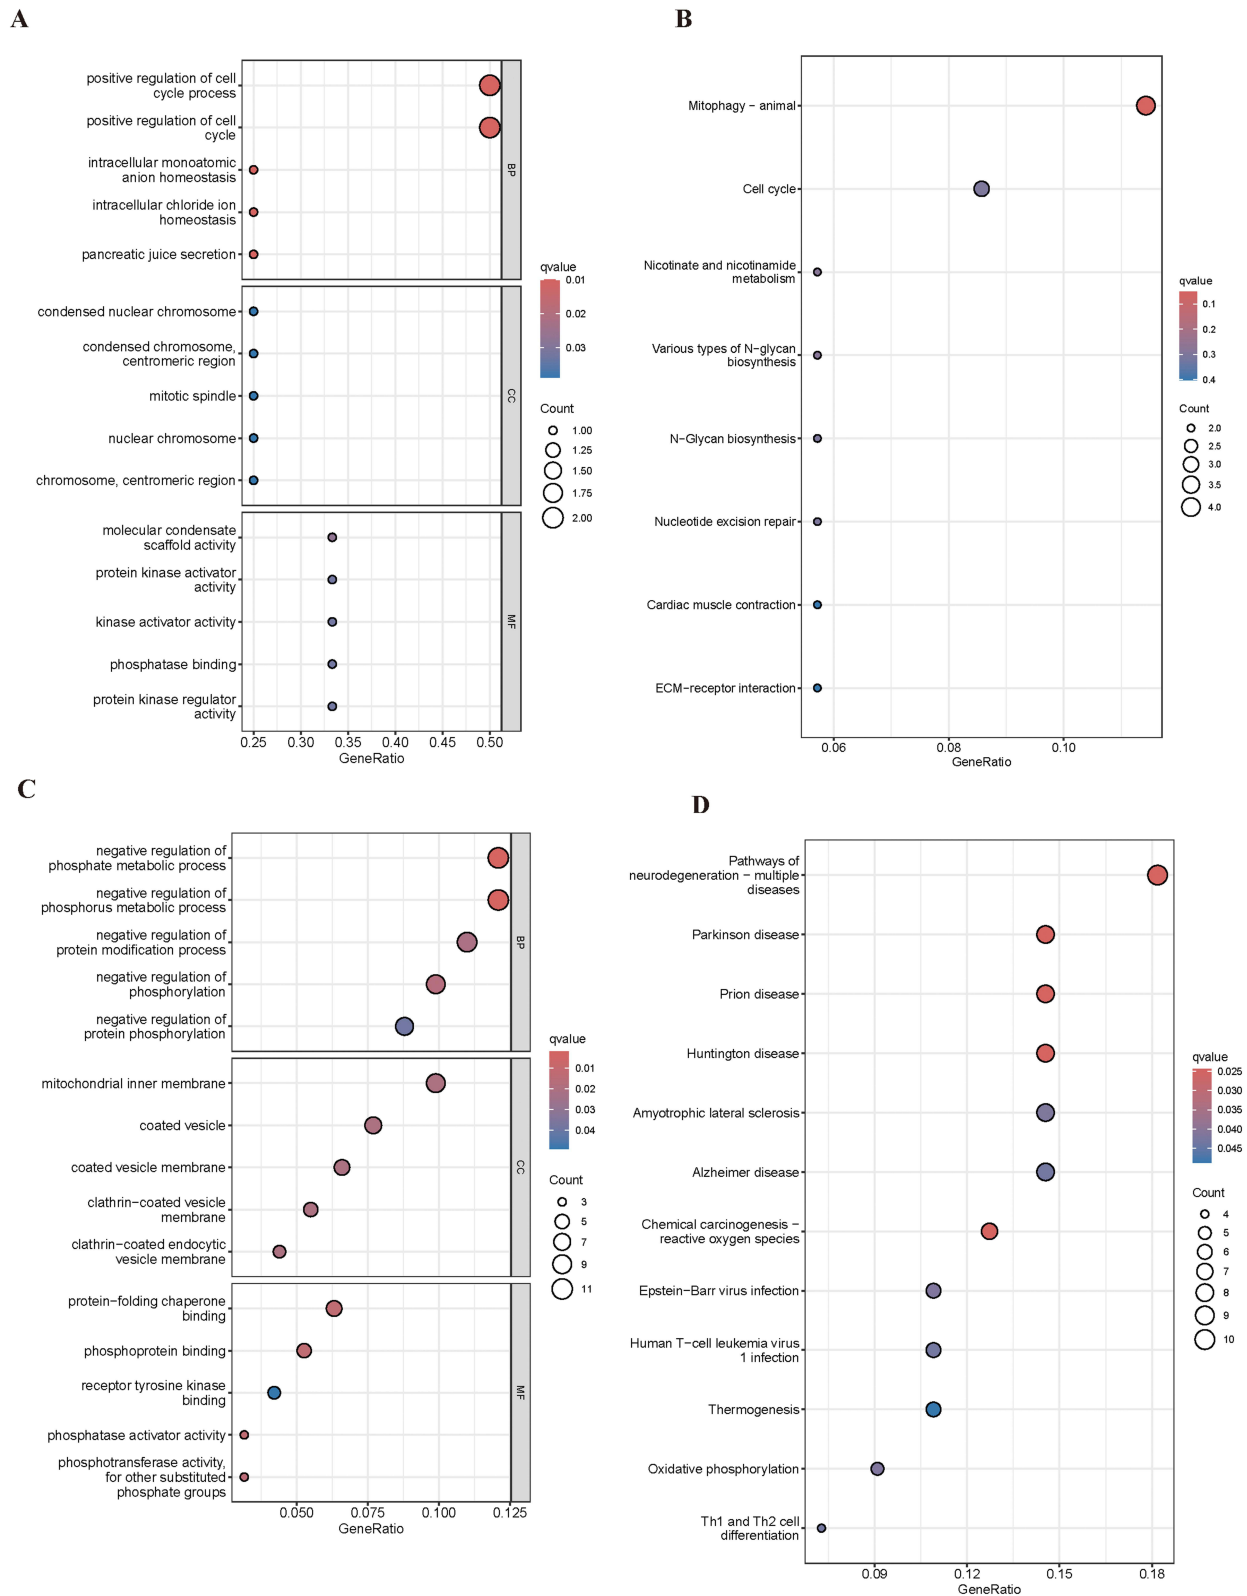 A
positive regulation of cell
cycle process
positive regulation of cell
cycle
intracellular monoatomic
anion homeostasis
intracellular chloride ion
homeostasis
pancreatic juice secretion
BP
condensed nuclear chromosome
condensed chromosome,
centromeric region
mitotic spindle
nuclear chromosome
chromosome, centromeric region
CC
molecular condensate
scaffold activity
protein kinase activator
activity
kinase activator activity
phosphatase binding
protein kinase regulator
activity
MF
0.25 0.30 0.35 0.40 0.45 0.50
GeneRatio
qvalue
0.01
0.02
0.03
Count
1.00
1.25
1.50
1.75
2.00
B
Mitophagy − animal
Cell cycle
Nicotinate and nicotinamide
metabolism
Various types of N−glycan
biosynthesis
N−Glycan biosynthesis
Nucleotide excision repair
Cardiac muscle contraction
ECM−receptor interaction
0.06 0.08 0.10
GeneRatio
qvalue
0.1
0.2
0.3
0.4
Count
2.0
2.5
3.0
3.5
4.0
C
negative regulation of
phosphate metabolic process
negative regulation of
phosphorus metabolic process
negative regulation of
protein modification process
negative regulation of
phosphorylation
negative regulation of
protein phosphorylation
BP
mitochondrial inner membrane
coated vesicle
coated vesicle membrane
clathrin−coated vesicle
membrane
clathrin−coated endocytic
vesicle membrane
CC
protein−folding chaperone
binding
phosphoprotein binding
receptor tyrosine kinase
binding
phosphatase activator activity
phosphotransferase activity,
for other substituted
phosphate groups
MF
0.050 0.075 0.100 0.125
GeneRatio
qvalue
0.01
0.02
0.03
0.04
Count
3
5
7
9
11
D
Pathways of
neurodegeneration − multiple
diseases
Parkinson disease
Prion disease
Huntington disease
Amyotrophic lateral sclerosis
Alzheimer disease
Chemical carcinogenesis −
reactive oxygen species
Epstein−Barr virus infection
Human T−cell leukemia virus
1 infection
Thermogenesis
Oxidative phosphorylation
Th1 and Th2 cell
differentiation
0.09 0.12 0.15 0.18
GeneRatio
qvalue
0.025
0.030
0.035
0.040
0.045
Count
4
5
6
7
8
9
10